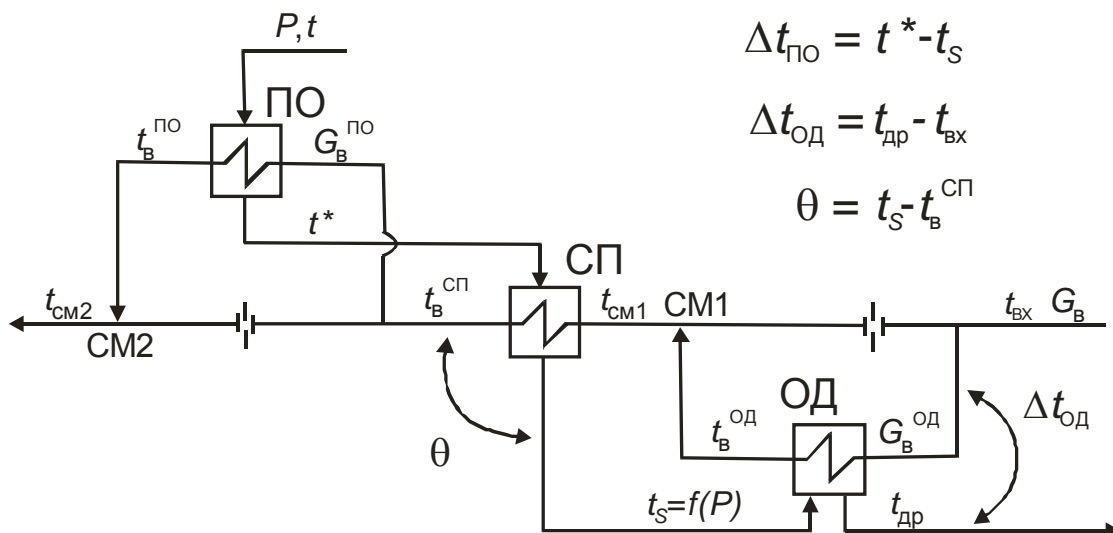 P, t
Δt_ПО = t*-t_S
ПО
t_в^ПО
G_в^ПО
Δt_ОД = t_др - t_вх
t*
θ = t_S - t_в^СП
СП
t_см2
t_в^СП
t_см1
СМ1
t_вх G_в
СМ2
ОД
Δt_ОД
t_в^ОД
G_в^ОД
θ
t_S=f(P)
t_др